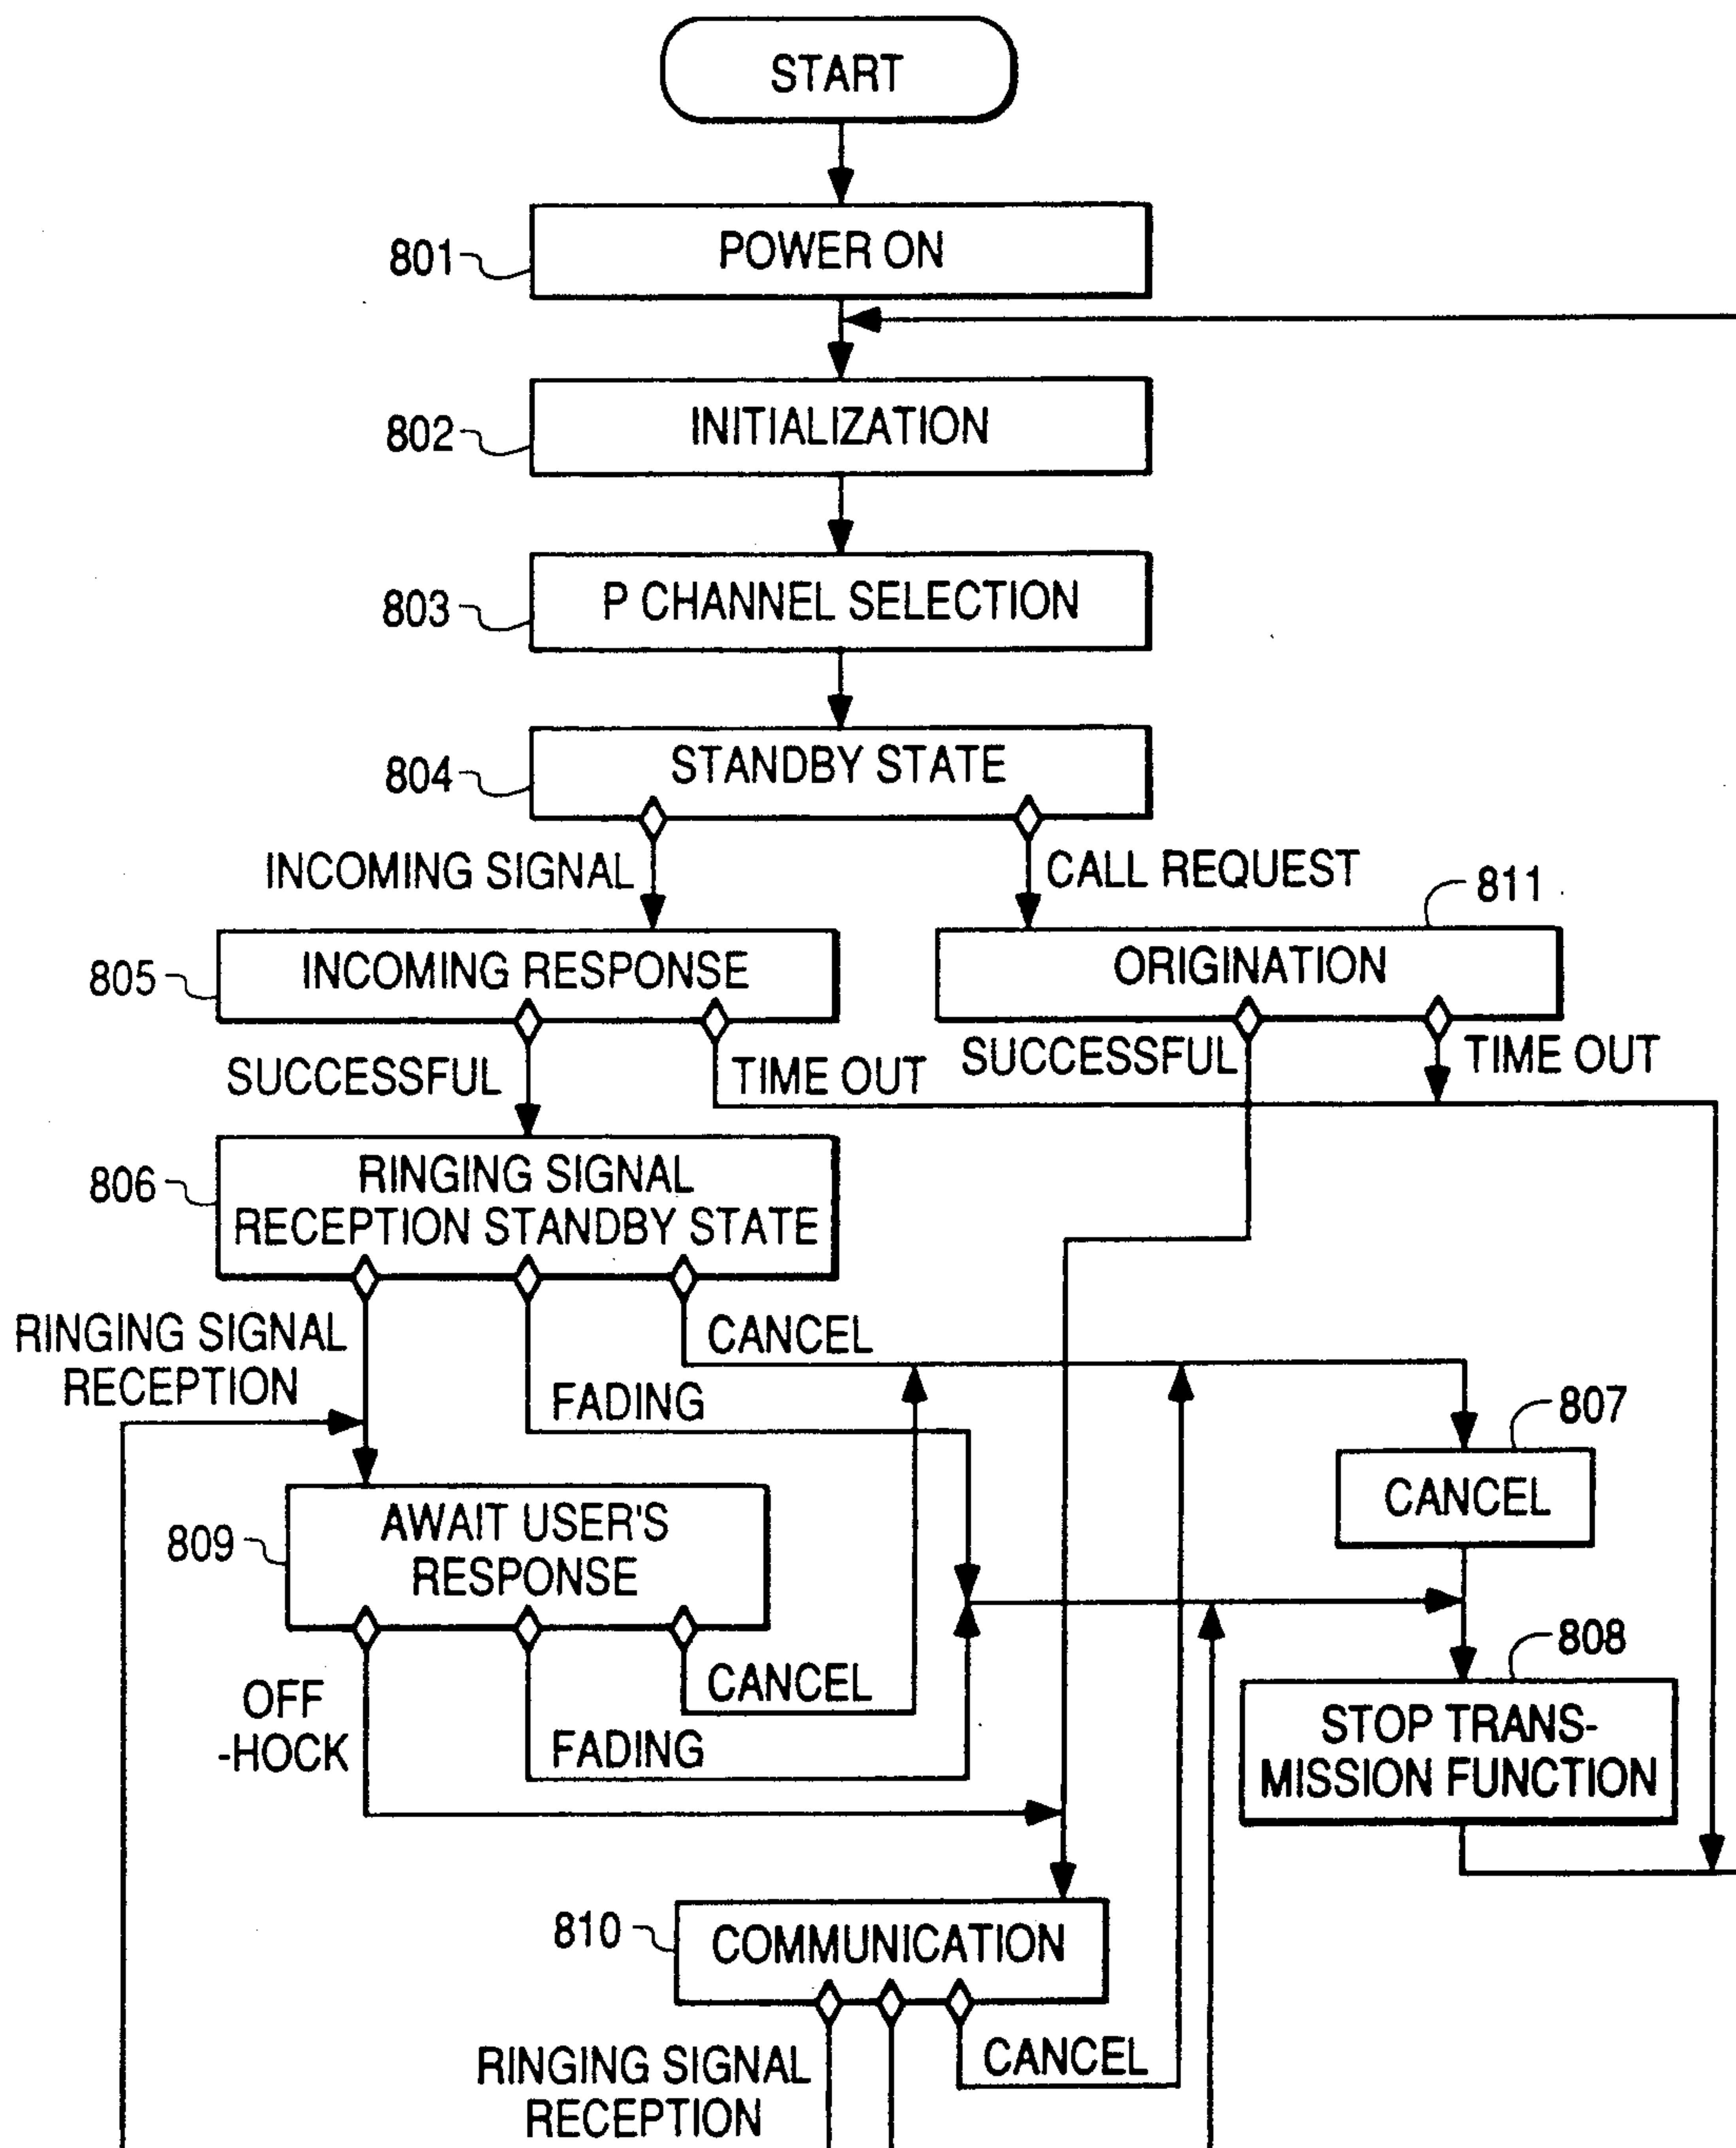 START
801
POWER ON
802
INITIALIZATION
803
P CHANNEL SELECTION
804
STANDBY STATE
INCOMING SIGNAL
CALL REQUEST
811
805
INCOMING RESPONSE
ORIGINATION
SUCCESSFUL
TIME OUT
SUCCESSFUL
TIME OUT
806
RINGING SIGNAL
RECEPTION STANDBY STATE
RINGING SIGNAL
RECEPTION
CANCEL
FADING
807
CANCEL
809
AWAIT USER'S
RESPONSE
OFF
-HOCK
CANCEL
FADING
808
STOP TRANS-
MISSION FUNCTION
810
COMMUNICATION
RINGING SIGNAL
RECEPTION
CANCEL